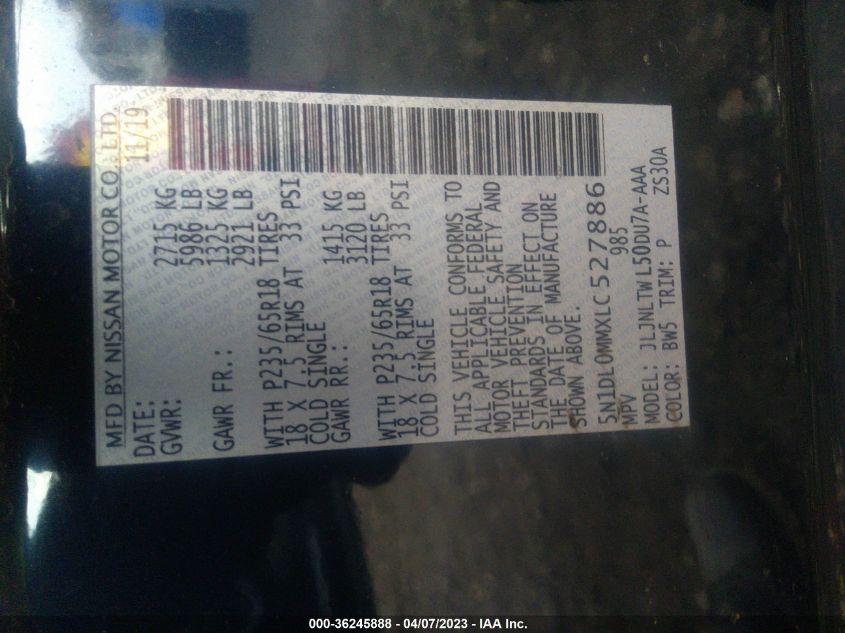 MFD BY NISSAN MOTOR CO., LTD.
DATE: 11/19
GVWR: 2715 KG
5986 LB
GAWR FR.: 1325 KG
2921 LB
WITH P235/65R18 TIRES
18 X 7.5 RIMS AT 33 PSI
COLD SINGLE
GAWR RR.: 1415 KG
3120 LB
WITH P235/65R18 TIRES
18 X 7.5 RIMS AT 33 PSI
COLD SINGLE
THIS VEHICLE CONFORMS TO
ALL APPLICABLE FEDERAL
MOTOR VEHICLE SAFETY AND
THEFT PREVENTION
STANDARDS IN EFFECT ON
THE DATE OF MANUFACTURE
SHOWN ABOVE.
5N1DL0MMXLC527886
MPV 985
MODEL: JLJNLTWL50DU7A-AAA
COLOR: BW5 TRIM: P ZS30A
000-36245888 - 04/07/2023 - IAA Inc.